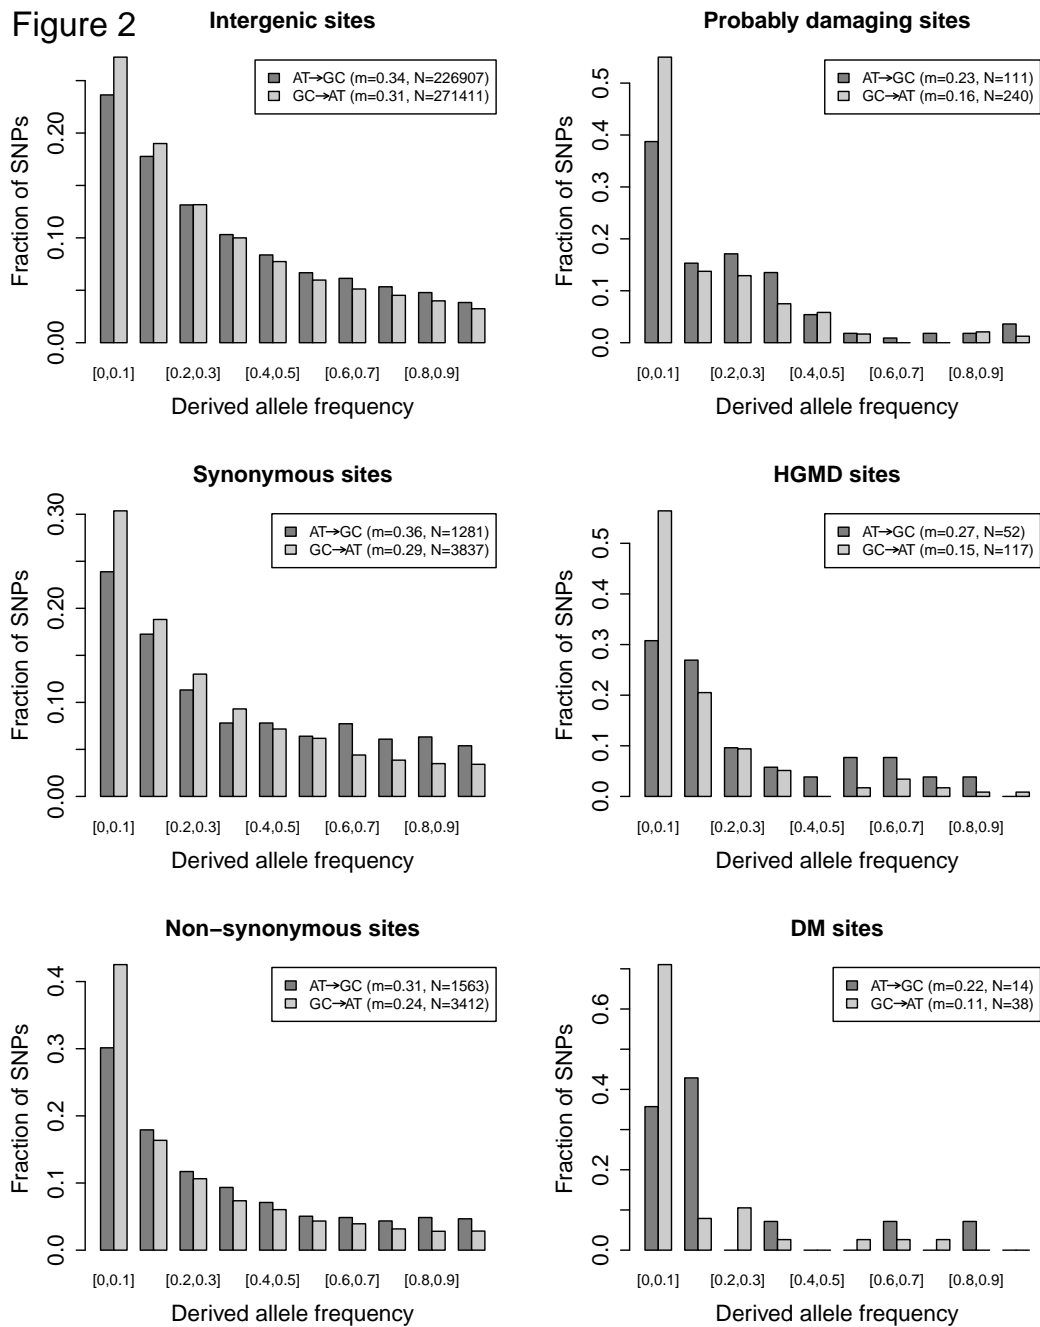 Figure 2
Intergenic sites
AT→GC (m=0.34, N=226907)
GC→AT (m=0.31, N=271411)
Fraction of SNPs
0.00
0.10
0.20
[0,0.1]
[0.2,0.3]
[0.4,0.5]
[0.6,0.7]
[0.8,0.9]
Derived allele frequency
Probably damaging sites
AT→GC (m=0.23, N=111)
GC→AT (m=0.16, N=240)
Fraction of SNPs
0.0
0.1
0.2
0.3
0.4
0.5
[0,0.1]
[0.2,0.3]
[0.4,0.5]
[0.6,0.7]
[0.8,0.9]
Derived allele frequency
Synonymous sites
AT→GC (m=0.36, N=1281)
GC→AT (m=0.29, N=3837)
Fraction of SNPs
0.00
0.10
0.20
0.30
[0,0.1]
[0.2,0.3]
[0.4,0.5]
[0.6,0.7]
[0.8,0.9]
Derived allele frequency
HGMD sites
AT→GC (m=0.27, N=52)
GC→AT (m=0.15, N=117)
Fraction of SNPs
0.0
0.1
0.2
0.3
0.4
0.5
[0,0.1]
[0.2,0.3]
[0.4,0.5]
[0.6,0.7]
[0.8,0.9]
Derived allele frequency
Non−synonymous sites
AT→GC (m=0.31, N=1563)
GC→AT (m=0.24, N=3412)
Fraction of SNPs
0.0
0.1
0.2
0.3
0.4
[0,0.1]
[0.2,0.3]
[0.4,0.5]
[0.6,0.7]
[0.8,0.9]
Derived allele frequency
DM sites
AT→GC (m=0.22, N=14)
GC→AT (m=0.11, N=38)
Fraction of SNPs
0.0
0.2
0.4
0.6
[0,0.1]
[0.2,0.3]
[0.4,0.5]
[0.6,0.7]
[0.8,0.9]
Derived allele frequency